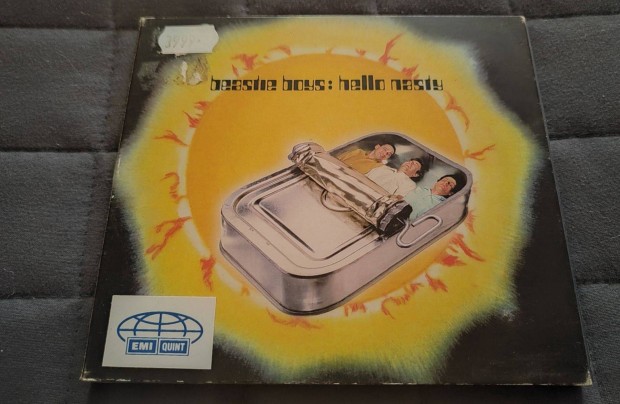 beastie boys: hello nasty
EMI QUINT